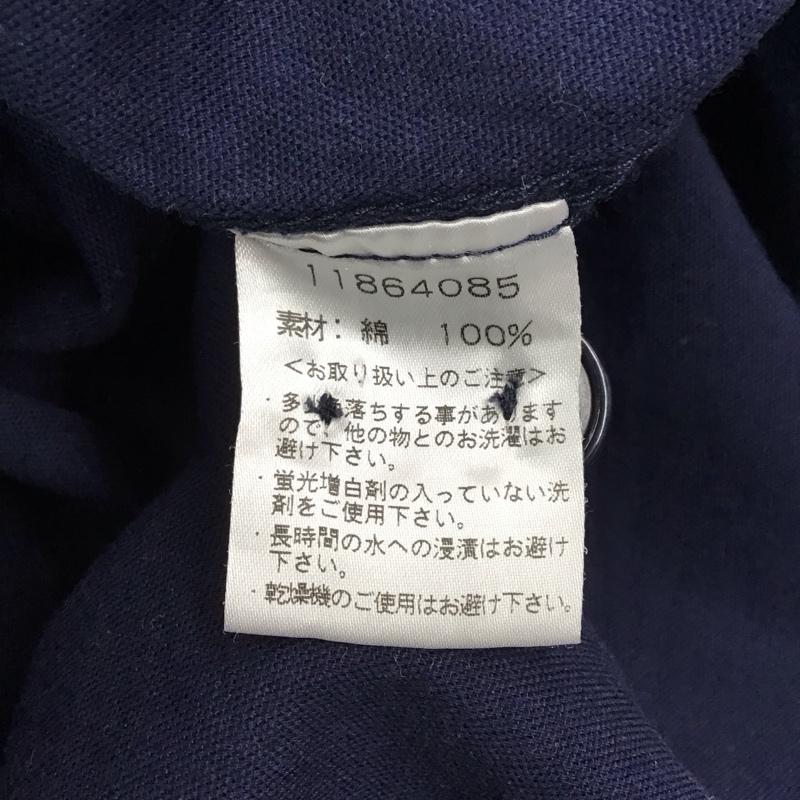 11864085
素材：綿 100%
＜お取り扱い上のご注意＞
・多 落ちする事があります
ので、他の物とのお洗濯はお
避け下さい。
・蛍光増白剤の入っていない洗
剤をご使用下さい。
・長時間の水への浸漬はお避け
下さい。
・乾燥機のご使用はお避け下さい。